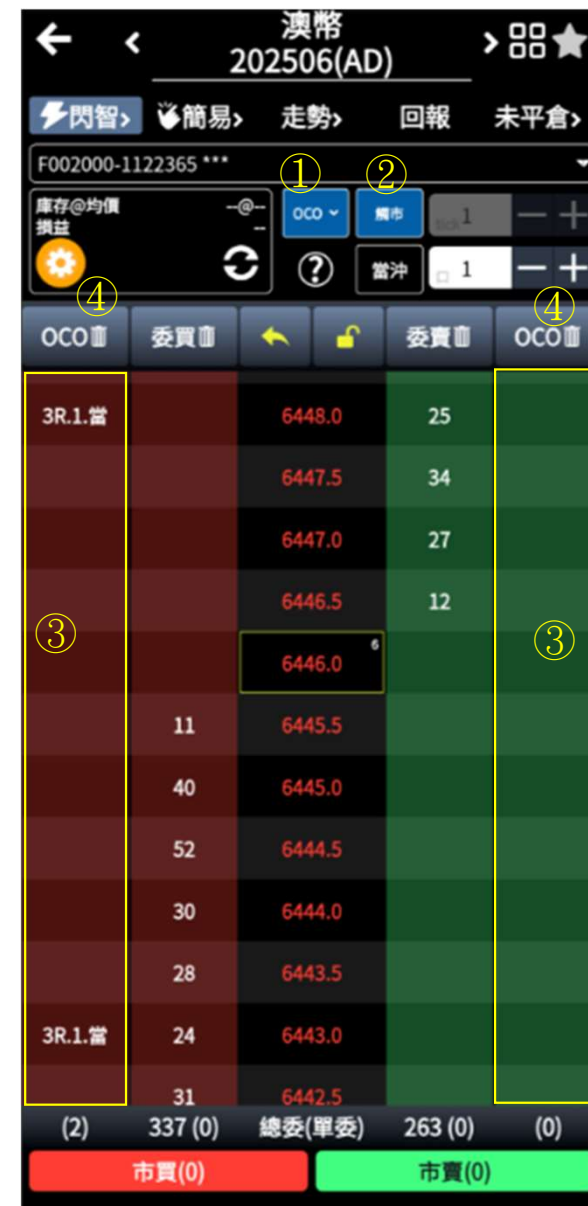 澳幣
202506(AD)
閃智› 簡易› 走勢› 回報 未平倉›
F002000-1122365 ***
① ②
庫存@均價 --@--
損益 --
OCO 觸市 tick 1 — +
④ ? 當沖 口 1 — + ④
OCO 委買 委賣 OCO
3R.1.當 6448.0 25
6447.5 34
6447.0 27
6446.5 12
③ ③
6446.0 6
11 6445.5
40 6445.0
52 6444.5
30 6444.0
28 6443.5
3R.1.當 24 6443.0
31 6442.5
(2) 337 (0) 總委(單委) 263 (0) (0)
市買(0) 市賣(0)